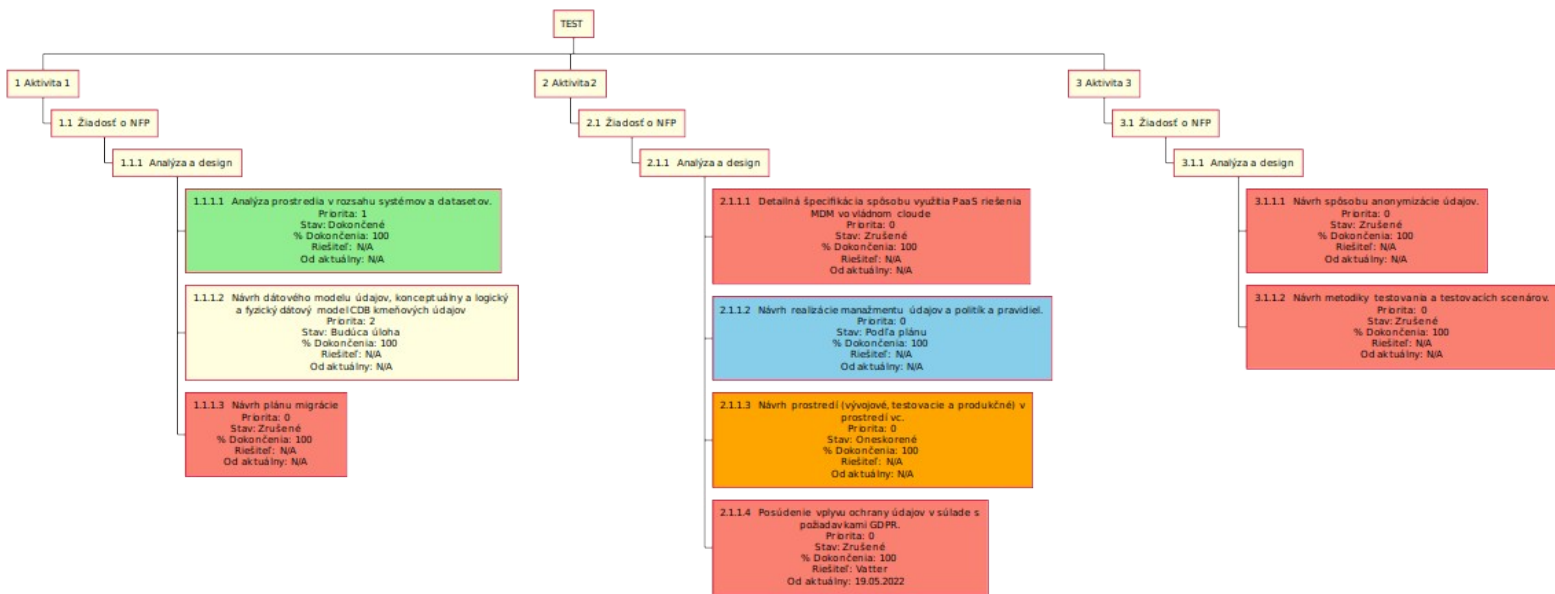 TEST
1 Aktivita 1
1.1 Žiadosť o NFP
1.1.1 Analýza a design
1.1.1.1 Analýza prostredia v rozsahu systémov a datasetov.
Priorita: 1
Stav: Dokončené
% Dokončenia: 100
Riešiteľ: N/A
Od aktuálny: N/A
1.1.1.2 Návrh dátového modelu údajov, konceptuálny a logický
a fyzický dátový model CDB kmeňových údajov
Priorita: 2
Stav: Budúca úloha
% Dokončenia: 100
Riešiteľ: N/A
Od aktuálny: N/A
1.1.1.3 Návrh plánu migrácie
Priorita: 0
Stav: Zrušené
% Dokončenia: 100
Riešiteľ: N/A
Od aktuálny: N/A
2 Aktivita2
2.1 Žiadosť o NFP
2.1.1 Analýza a design
2.1.1.1 Detailná špecifikácia spôsobu využitia PaaS riešenia
MDM vo vládnom cloude
Priorita: 0
Stav: Zrušené
% Dokončenia: 100
Riešiteľ: N/A
Od aktuálny: N/A
2.1.1.2 Návrh realizácie manažmentu údajov a politík a pravidiel.
Priorita: 0
Stav: Podľa plánu
% Dokončenia: 100
Riešiteľ: N/A
Od aktuálny: N/A
2.1.1.3 Návrh prostredí (vývojové, testovacie a produkčné) v
prostredí vc.
Priorita: 0
Stav: Oneskorené
% Dokončenia: 100
Riešiteľ: N/A
Od aktuálny: N/A
2.1.1.4 Posúdenie vplyvu ochrany údajov v súlade s
požiadavkami GDPR.
Priorita: 0
Stav: Zrušené
% Dokončenia: 100
Riešiteľ: Vatter
Od aktuálny: 19.05.2022
3 Aktivita 3
3.1 Žiadosť o NFP
3.1.1 Analýza a design
3.1.1.1 Návrh spôsobu anonymizácie údajov.
Priorita: 0
Stav: Zrušené
% Dokončenia: 100
Riešiteľ: N/A
Od aktuálny: N/A
3.1.1.2 Návrh metodiky testovania a testovacích scenárov.
Priorita: 0
Stav: Zrušené
% Dokončenia: 100
Riešiteľ: N/A
Od aktuálny: N/A